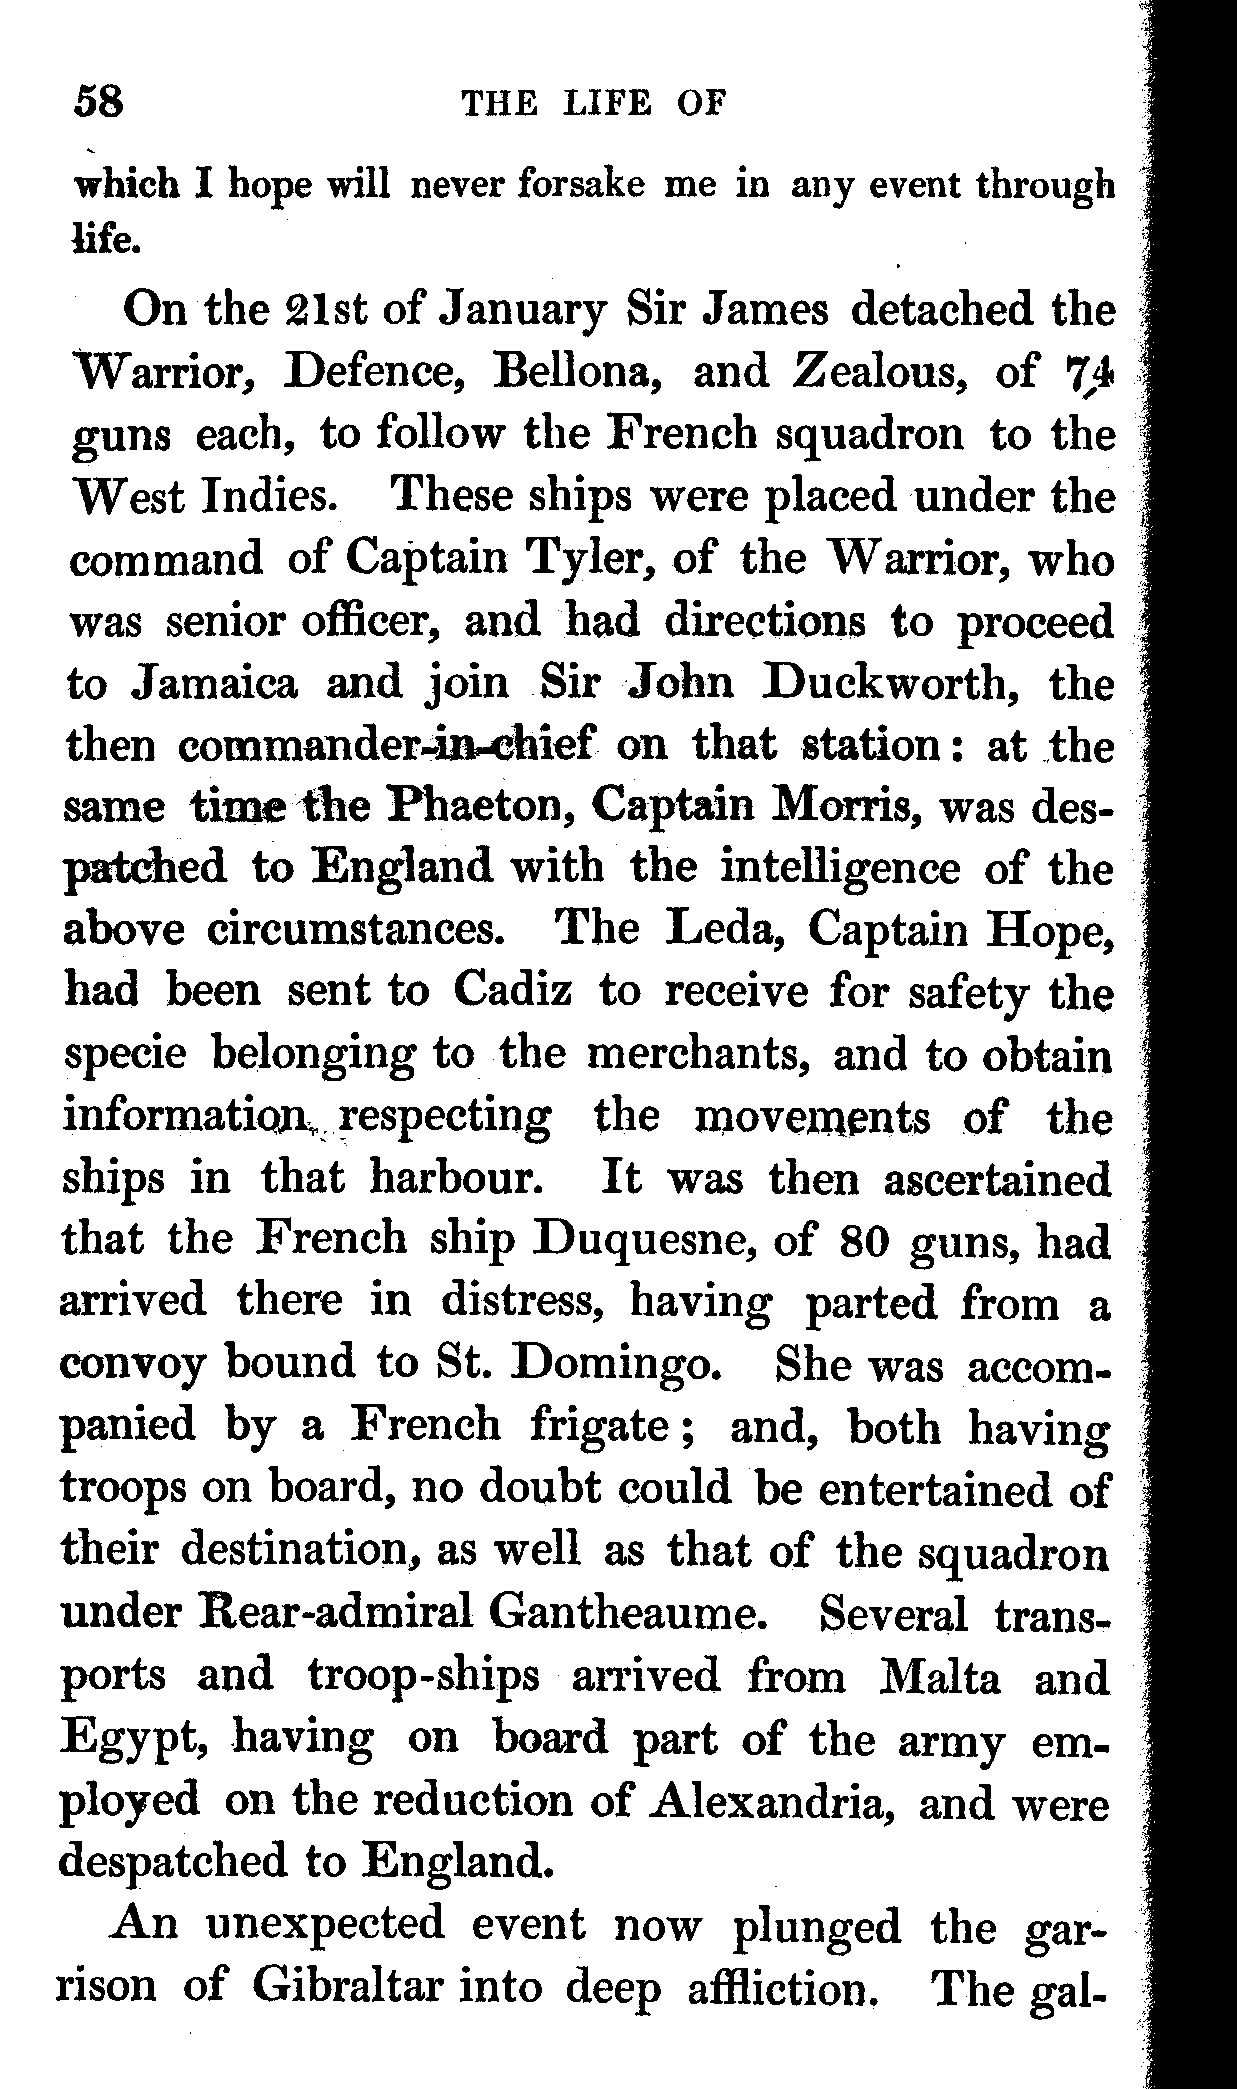 58 THE LIFE OF
which I hope will never forsake me in any event through
life.
On the 21st of January Sir James detached the
Warrior, Defence, Bellona, and Zealous, of 74
guns each, to follow the French squadron to the
West Indies. These ships were placed under the
command of Captain Tyler, of the Warrior, who
was senior officer, and had directions to proceed
to Jamaica and join Sir John Duckworth, the
then commander-in-chief on that station: at the
same time the Phaeton, Captain Morris, was des-
patched to England with the intelligence of the
above circumstances. The Leda, Captain Hope,
had been sent to Cadiz to receive for safety the
specie belonging to the merchants, and to obtain
information respecting the movements of the
ships in that harbour. It was then ascertained
that the French ship Duquesne, of 80 guns, had
arrived there in distress, having parted from a
convoy bound to St. Domingo. She was accom-
panied by a French frigate; and, both having
troops on board, no doubt could be entertained of
their destination, as well as that of the squadron
under Rear-admiral Gantheaume. Several trans-
ports and troop-ships arrived from Malta and
Egypt, having on board part of the army em-
ployed on the reduction of Alexandria, and were
despatched to England.
An unexpected event now plunged the gar-
rison of Gibraltar into deep affliction. The gal-